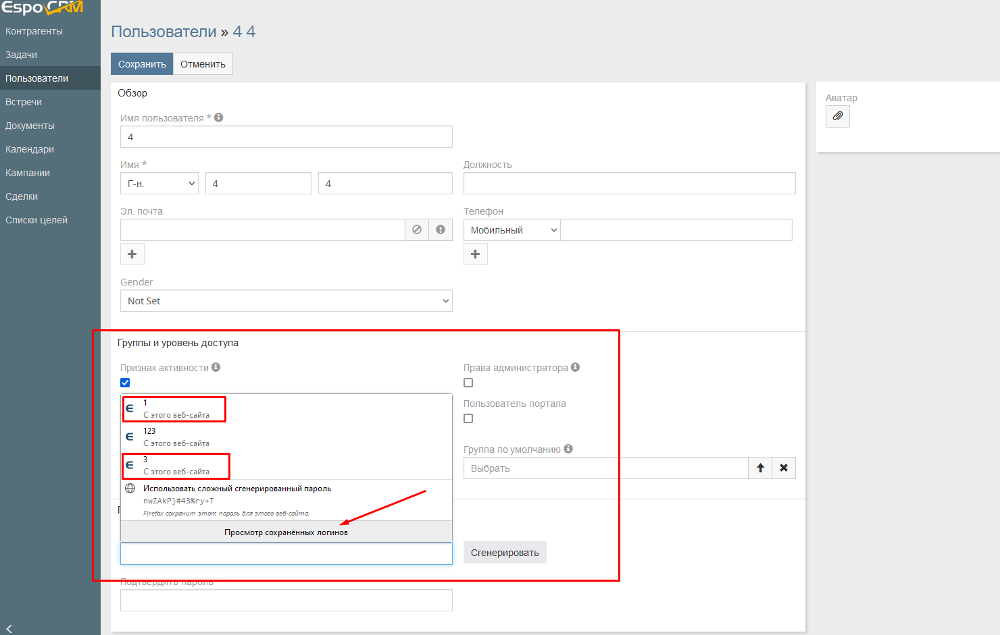 EspoCRM
Контрагенты
Задачи
Пользователи
Встречи
Документы
Календари
Кампании
Сделки
Списки целей
Пользователи » 4 4
Сохранить Отменить
Обзор
Имя пользователя *
4
Имя *
Г-н. 4 4
Должность
Эл. почта
Телефон
Мобильный
Gender
Not Set
Аватар
Группы и уровень доступа
Признак активности
Права администратора
Пользователь портала
Группа по умолчанию
Выбрать
1
С этого веб-сайта
123
С этого веб-сайта
3
С этого веб-сайта
Использовать сложный сгенерированный пароль
nwZAkP}#43%ry+T
Firefox сохранит этот пароль для этого веб-сайта.
Просмотр сохранённых логинов
Сгенерировать
Подтвердить пароль